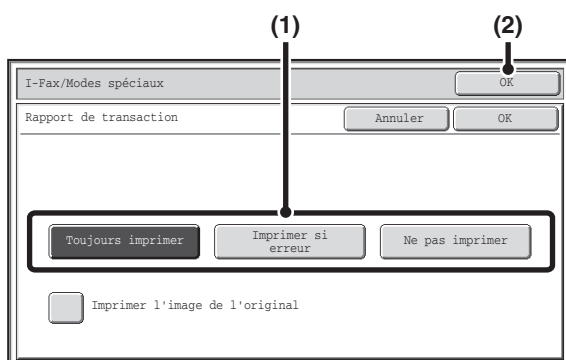 (1) (2)
I-Fax/Modes spéciaux OK
Rapport de transaction Annuler OK
Toujours imprimer Imprimer si erreur Ne pas imprimer
Imprimer l'image de l'original